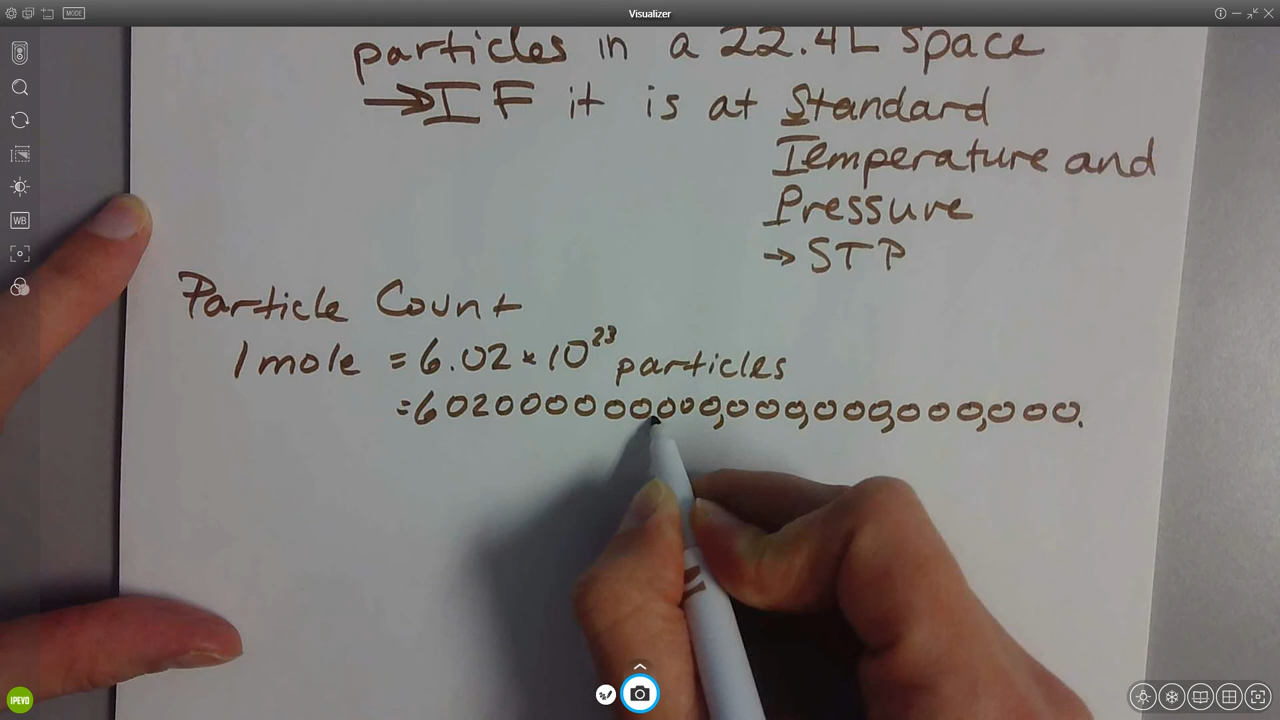 MODE
Visualizer
particles in a 22.4L space
→ IF it is at Standard
Temperature and
Pressure
→ STP
WB
Particle Count
1 mole = 6.02 × 10²³ particles
=602000000000,000,000,000,000.
IPEVO